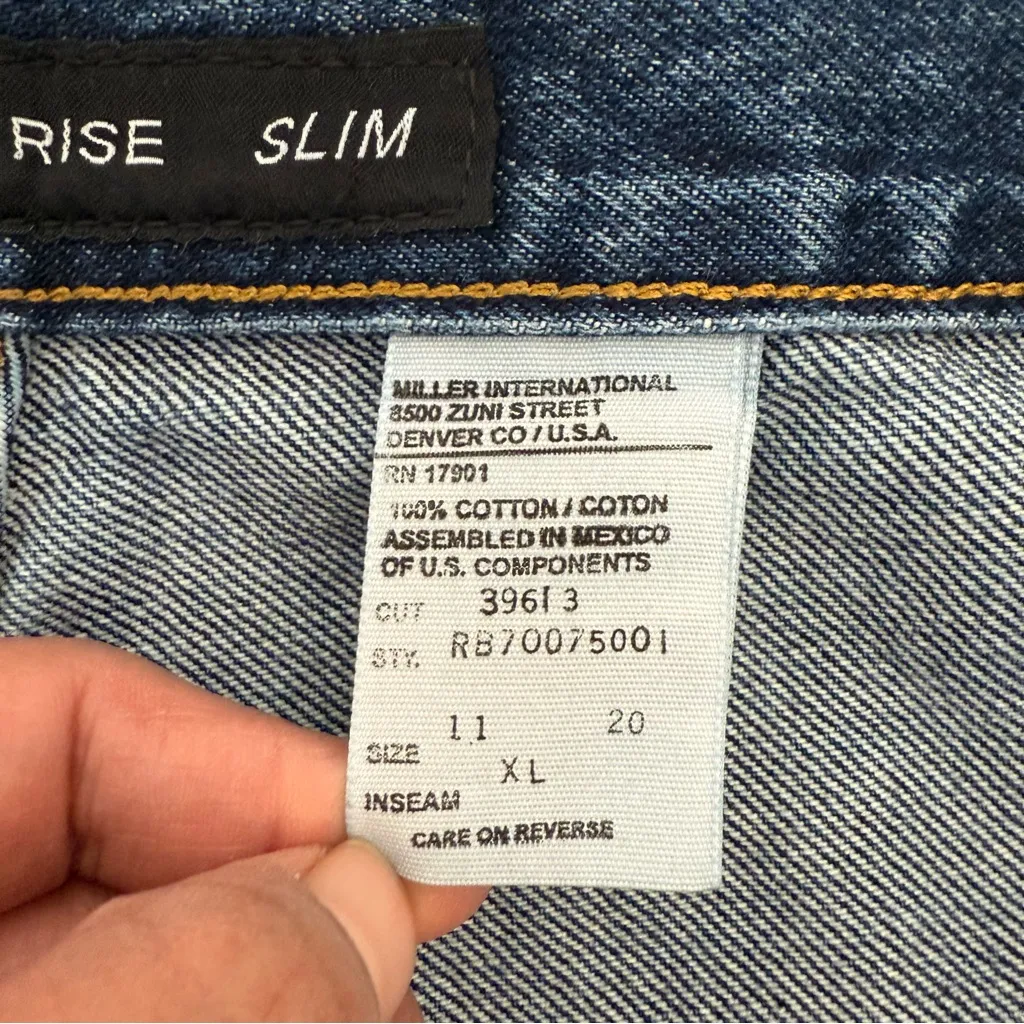 RISE SLIM
MILLER INTERNATIONAL
8500 ZUNI STREET
DENVER CO / U.S.A.
RN 17901
100% COTTON / COTON
ASSEMBLED IN MEXICO
OF U.S. COMPONENTS
CUT 39613
STY. RB70075001
11 20
SIZE
XL
INSEAM
CARE ON REVERSE